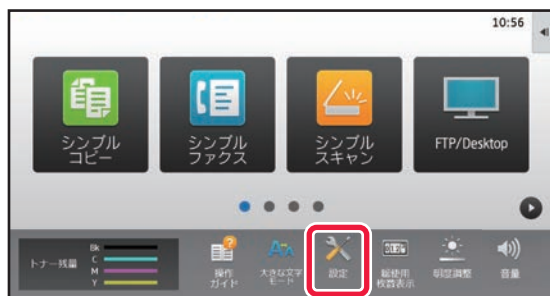 10:56
シンプル
コピー
シンプル
ファクス
シンプル
スキャン
FTP/Desktop
トナー残量
Bk
C
M
Y
操作
ガイド
大きな文字
モード
設定
総使用
枚数表示
明度調整
音量